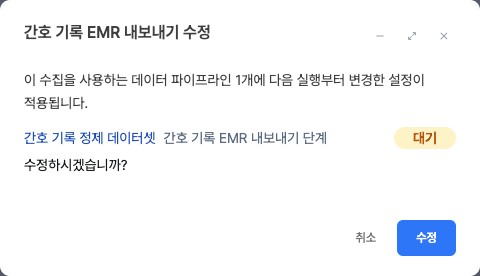 간호 기록 EMR 내보내기 수정
이 수집을 사용하는 데이터 파이프라인 1개에 다음 실행부터 변경한 설정이
적용됩니다.
간호 기록 정제 데이터셋 간호 기록 EMR 내보내기 단계 대기
수정하시겠습니까?
취소 수정